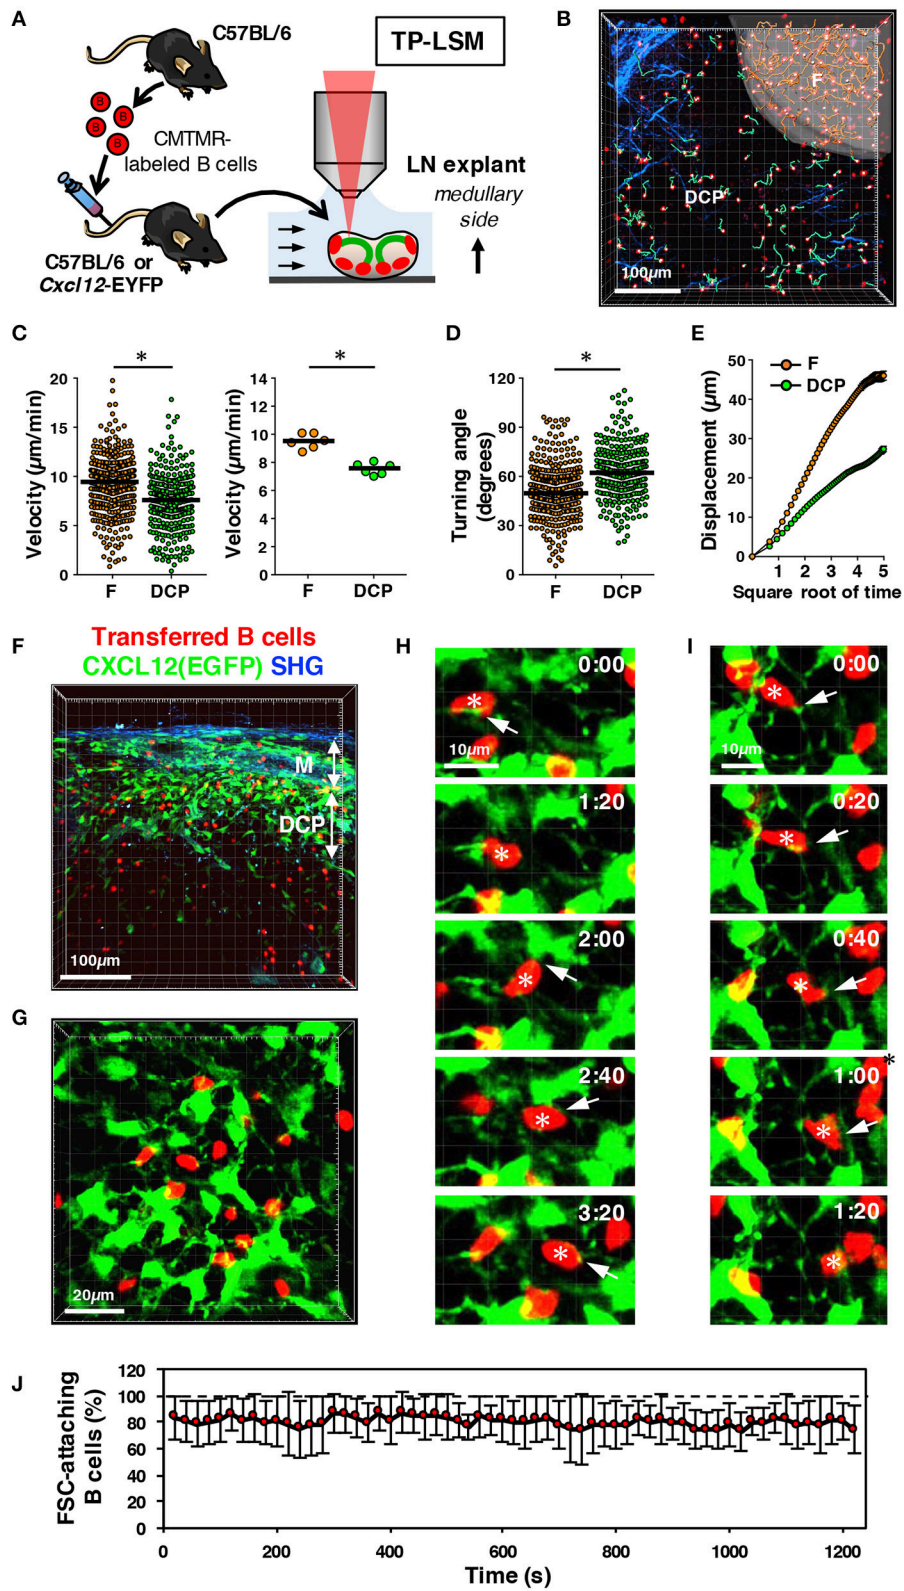 A
C57BL/6
TP-LSM
B B B B
CMTMR-
labeled B cells
LN explant
medullary
side
C57BL/6 or
Cxcl12-EYFP
B
F
DCP
100µm
C
*
Velocity (µm/min)
20
15
10
5
0
F DCP
*
Velocity (µm/min)
14
12
10
8
6
4
2
0
F DCP
D
*
Turning angle
(degrees)
120
90
60
30
0
F DCP
E
F
DCP
Displacement (µm)
50
40
30
20
10
0
1 2 3 4 5
Square root of time
F
Transferred B cells
CXCL12(EGFP) SHG
M
DCP
100µm
G
20µm
H
0:00
*
10µm
1:20
*
2:00
*
2:40
*
3:20
*
I
0:00
*
10µm
0:20
*
0:40
*
1:00
*
*
1:20
*
J
FSC-attaching
B cells (%)
120
100
80
60
40
20
0
0 200 400 600 800 1000 1200
Time (s)